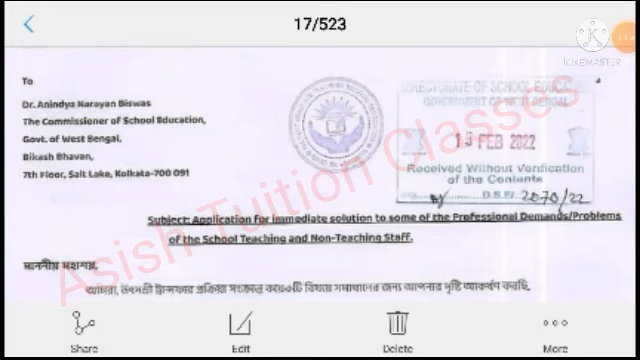 17/523
KINEMASTER
To
Dr. Anindya Narayan Biswas
The Commissioner of School Education,
Govt. of West Bengal,
Bikash Bhavan,
7th Floor, Salt Lake, Kolkata-700 091
DIRECTORATE OF SCHOOL EDUCATION
GOVERNMENT OF WEST BENGAL
FEB 2022
Received Without Verification
of the Contents
D.S.E/ 2070/22
Asish Tuition Classes
Subject: Application for immediate solution to some of the Professional Demands/Problems
of the School Teaching and Non-Teaching Staff.
মাননীয় মহাশয়,
আমরা, উৎসশ্রী ট্রান্সফার প্রক্রিয়া সংক্রান্ত কয়েকটি বিষয়ে সমাধানের জন্য আপনার দৃষ্টি আকর্ষণ করছি.
Share
Edit
Delete
More